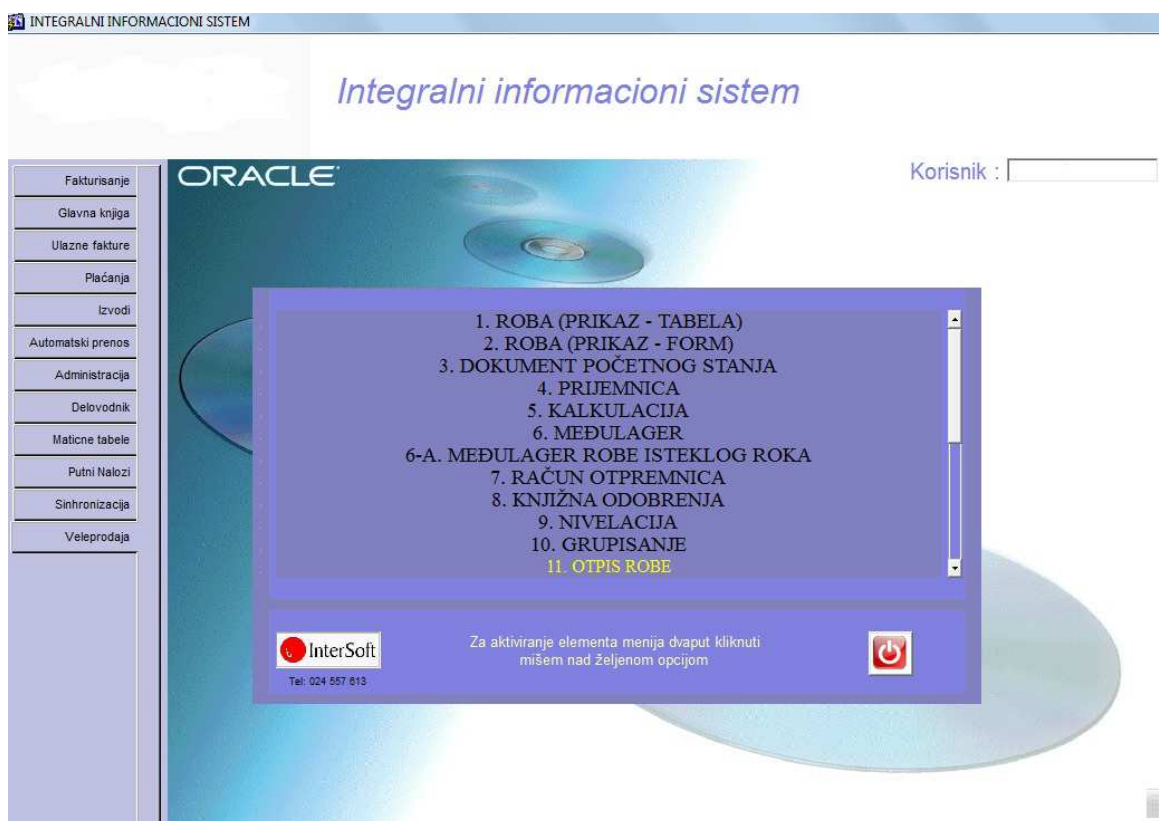 INTEGRALNI INFORMACIONI SISTEM
Integralni informacioni sistem
ORACLE
Korisnik :
Fakturisanje
Glavna knjiga
Ulazne fakture
Plaćanja
Izvodi
Automatski prenos
Administracija
Delovodnik
Maticne tabele
Putni Nalozi
Sinhronizacija
Veleprodaja
1. ROBA (PRIKAZ - TABELA)
2. ROBA (PRIKAZ - FORM)
3. DOKUMENT POČETNOG STANJA
4. PRIJEMNICA
5. KALKULACIJA
6. MEĐULAGER
6-A. MEĐULAGER ROBE ISTEKLOG ROKA
7. RAČUN OTPREMNICA
8. KNJIŽNA ODOBRENJA
9. NIVELACIJA
10. GRUPISANJE
11. OTPIS ROBE
InterSoft
Tel: 024 557 613
Za aktiviranje elementa menija dvaput kliknuti
mišem nad željenom opcijom